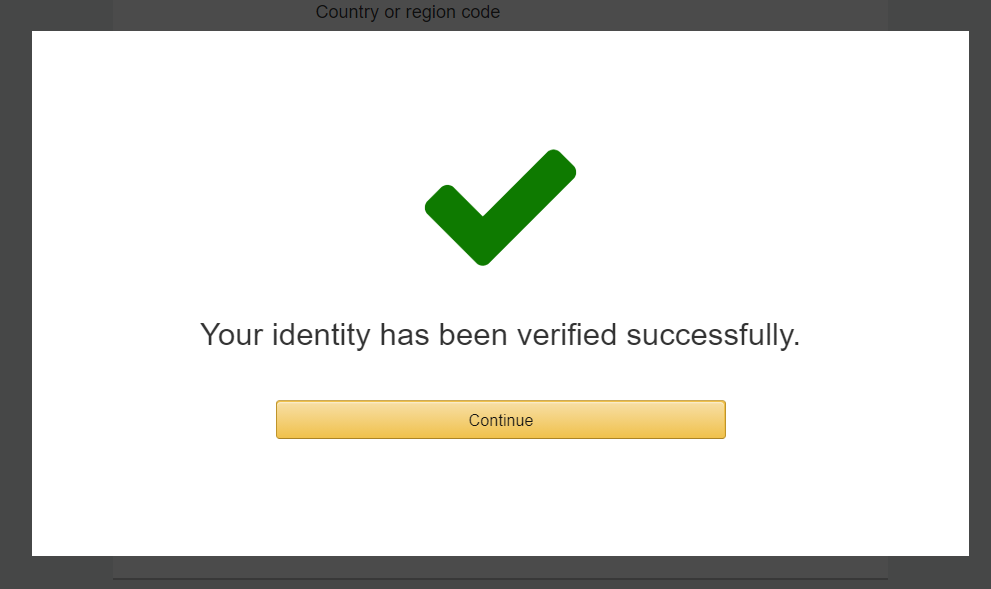 Country or region code
Your identity has been verified successfully.
Continue